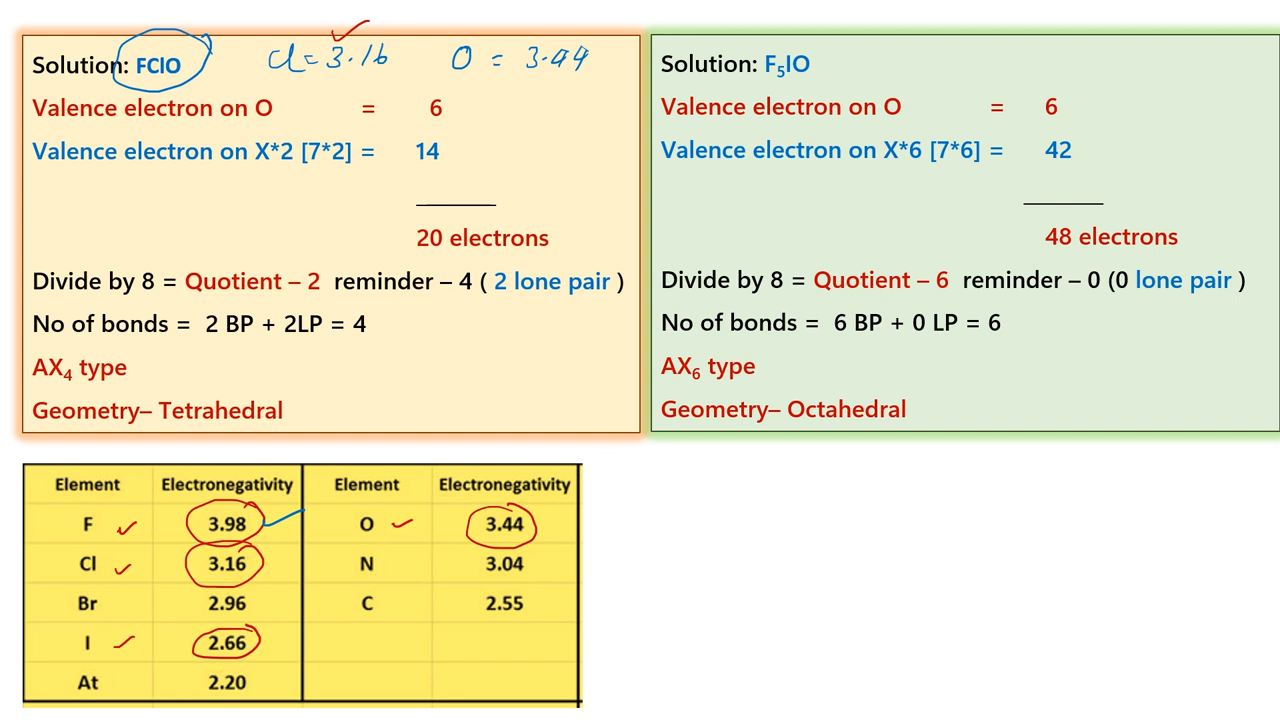 Solution: FClO Cl = 3.16 O = 3.44
Valence electron on O = 6
Valence electron on X*2 [7*2] = 14
20 electrons
Divide by 8 = Quotient – 2 reminder – 4 ( 2 lone pair )
No of bonds = 2 BP + 2LP = 4
AX₄ type
Geometry– Tetrahedral
Solution: F₅IO
Valence electron on O = 6
Valence electron on X*6 [7*6] = 42
48 electrons
Divide by 8 = Quotient – 6 reminder – 0 (0 lone pair )
No of bonds = 6 BP + 0 LP = 6
AX₆ type
Geometry– Octahedral
Element Electronegativity Element Electronegativity
F 3.98 O 3.44
Cl 3.16 N 3.04
Br 2.96 C 2.55
I 2.66
At 2.20